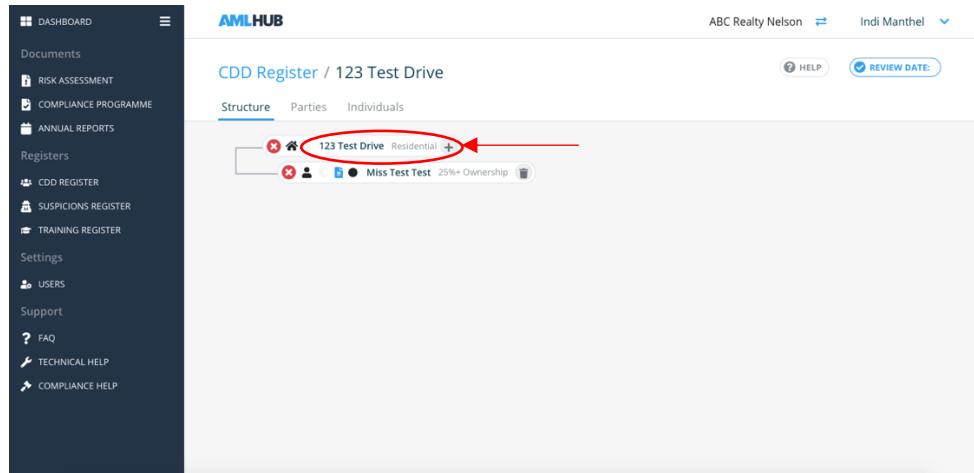 DASHBOARD
AMLHUB
ABC Realty Nelson
Indi Manthel
Documents
RISK ASSESSMENT
COMPLIANCE PROGRAMME
ANNUAL REPORTS
Registers
CDD REGISTER
SUSPICIONS REGISTER
TRAINING REGISTER
Settings
USERS
Support
? FAQ
TECHNICAL HELP
COMPLIANCE HELP
CDD Register / 123 Test Drive
? HELP
REVIEW DATE:
Structure Parties Individuals
123 Test Drive Residential +
Miss Test Test 25%+ Ownership